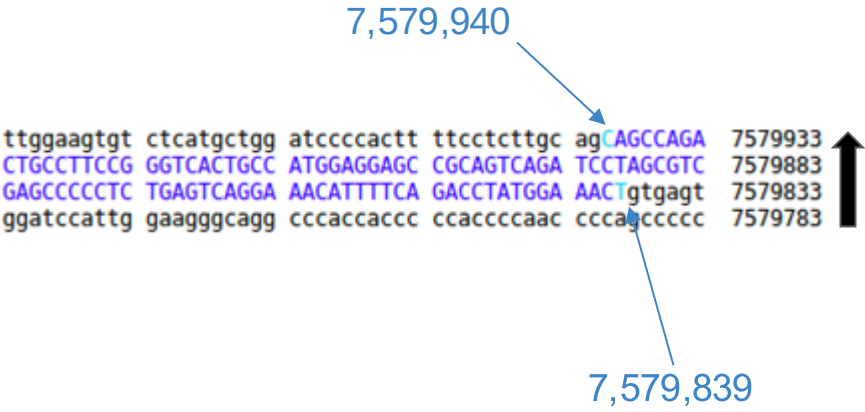 7,579,940
ttggaagtgt ctcatgctgg atccccactt ttcctcttgc agCAGCCAGA 7579933
CTGCCTTCCG GGTCACTGCC ATGGAGGAGC CGCAGTCAGA TCCTAGCGTC 7579883
GAGCCCCCTC TGAGTCAGGA AACATTTTCA GACCTATGGA AACTgtgagt 7579833
ggatccattg gaagggcagg cccaccaccc ccaccccaac cccagccccc 7579783
7,579,839